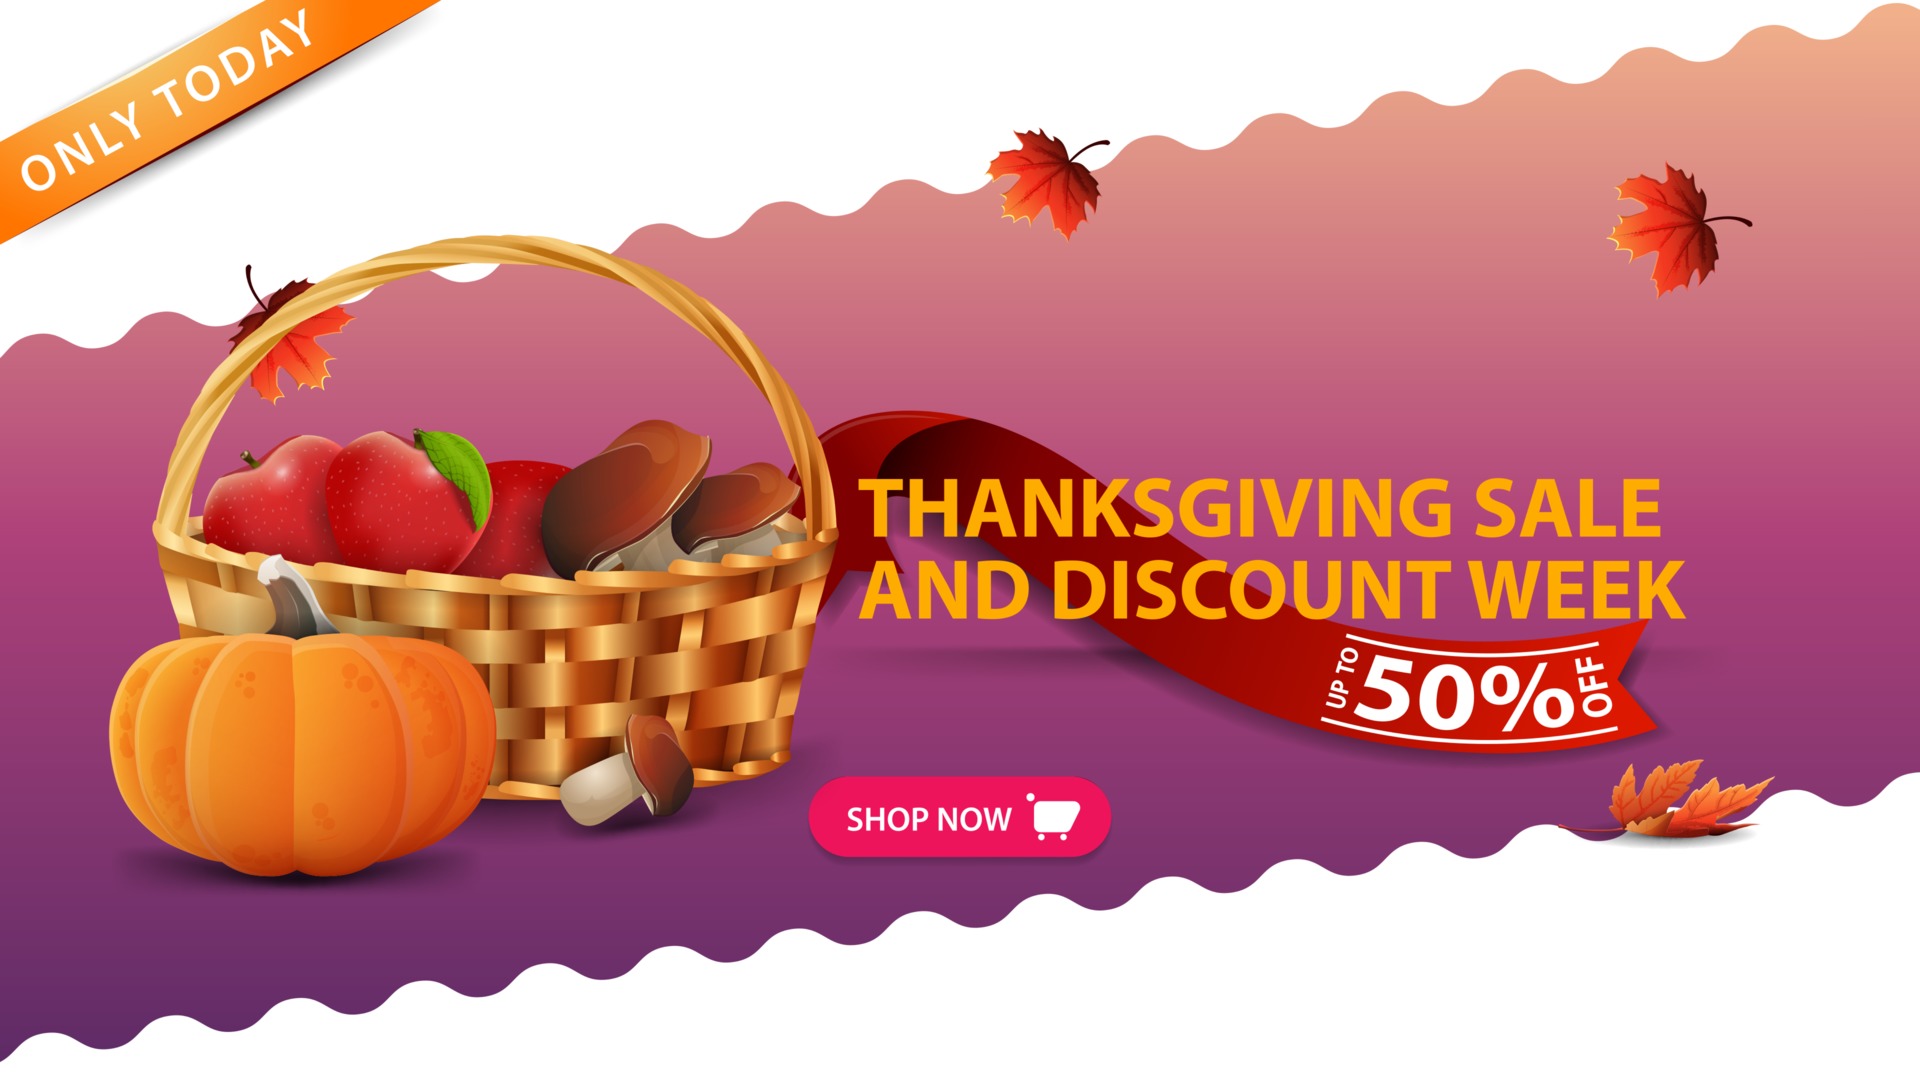 ONLY TODAY
THANKSGIVING SALE
AND DISCOUNT WEEK
UP TO 50% OFF
SHOP NOW